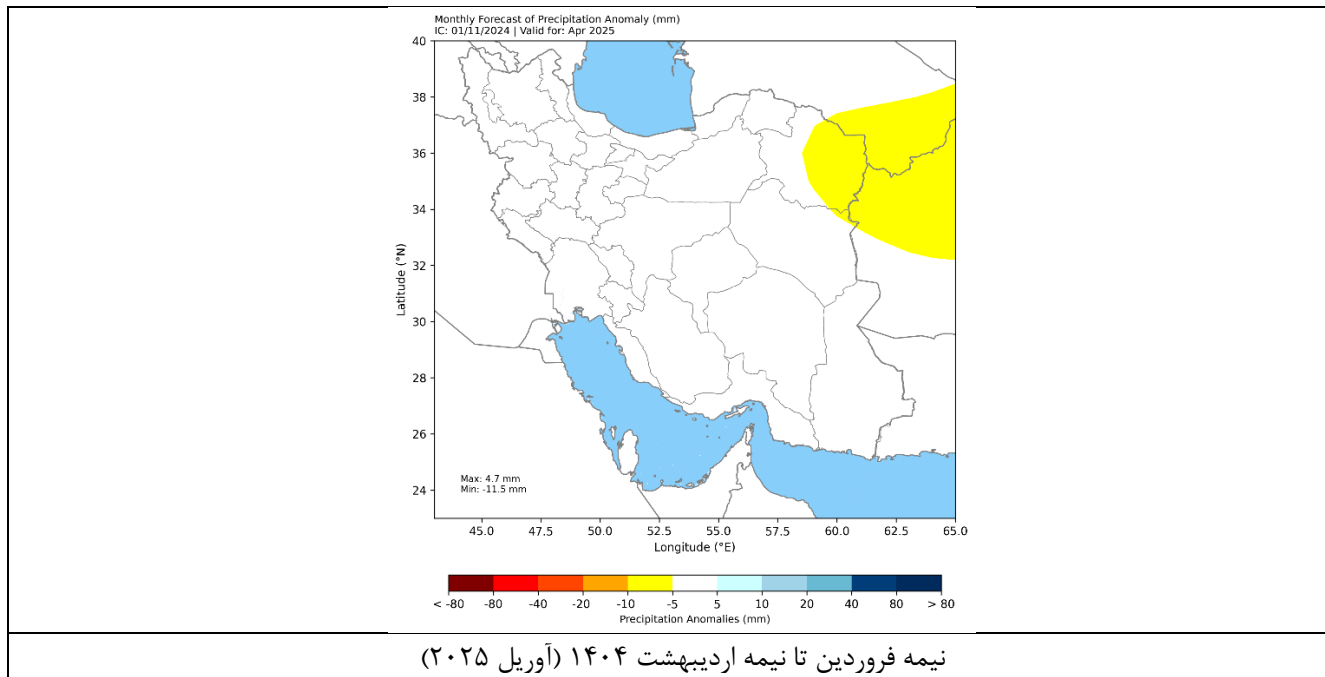 Monthly Forecast of Precipitation Anomaly (mm)
IC: 01/11/2024 | Valid for: Apr 2025
40
38
36
34
32
30
28
26
24
Latitude (°N)
Max: 4.7 mm
Min: -11.5 mm
45.0 47.5 50.0 52.5 55.0 57.5 60.0 62.5 65.0
Longitude (°E)
< -80 -80 -40 -20 -10 -5 5 10 20 40 80 > 80
Precipitation Anomalies (mm)
نیمه فروردین تا نیمه اردیبهشت ۱۴۰۴ (آوریل ۲۰۲۵)